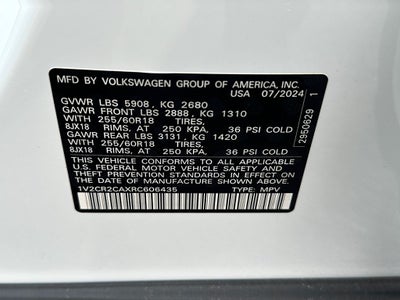 MFD BY VOLKSWAGEN GROUP OF AMERICA, INC.
USA 07/2024
GVWR LBS 5908, KG 2680
GAWR FRONT LBS 2888, KG 1310
WITH 255/60R18 TIRES,
8JX18 RIMS, AT 250 KPA, 36 PSI COLD
GAWR REAR LBS 3131, KG 1420
WITH 255/60R18 TIRES,
8JX18 RIMS, AT 250 KPA, 36 PSI COLD
THIS VEHICLE CONFORMS TO ALL APPLICABLE
U.S. FEDERAL MOTOR VEHICLE SAFETY AND
THEFT PREVENTION STANDARDS IN EFFECT ON
THE DATE OF MANUFACTURE SHOWN ABOVE.
1V2CR2CAXRC606435 TYPE: MPV
2950629 1